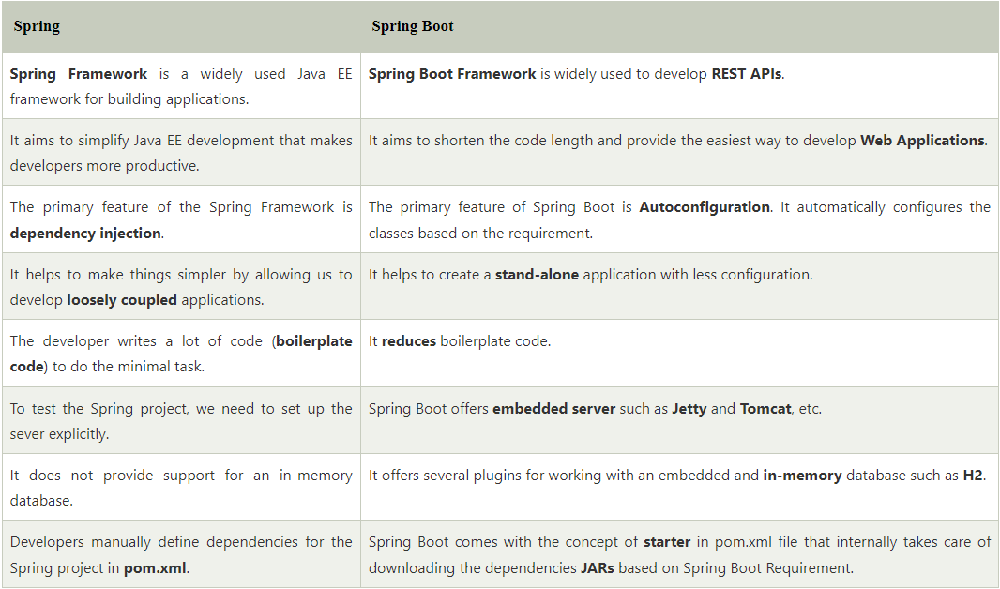 Spring
Spring Boot
Spring Framework is a widely used Java EE
framework for building applications.
Spring Boot Framework is widely used to develop REST APIs.
It aims to simplify Java EE development that makes
developers more productive.
It aims to shorten the code length and provide the easiest way to develop Web Applications.
The primary feature of the Spring Framework is
dependency injection.
The primary feature of Spring Boot is Autoconfiguration. It automatically configures the
classes based on the requirement.
It helps to make things simpler by allowing us to
develop loosely coupled applications.
It helps to create a stand-alone application with less configuration.
The developer writes a lot of code (boilerplate
code) to do the minimal task.
It reduces boilerplate code.
To test the Spring project, we need to set up the
sever explicitly.
Spring Boot offers embedded server such as Jetty and Tomcat, etc.
It does not provide support for an in-memory
database.
It offers several plugins for working with an embedded and in-memory database such as H2.
Developers manually define dependencies for the
Spring project in pom.xml.
Spring Boot comes with the concept of starter in pom.xml file that internally takes care of
downloading the dependencies JARs based on Spring Boot Requirement.